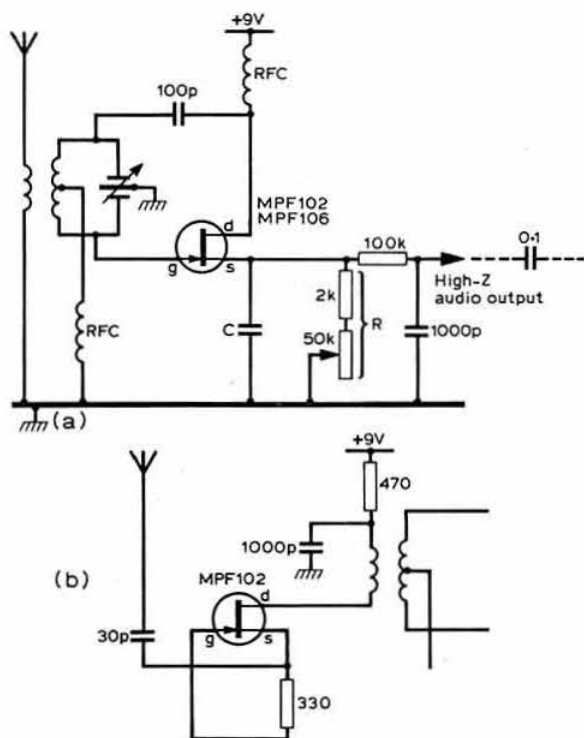 +9V
RFC
100p
MPF102
MPF106
d
g
s
100k
0·1
High-Z
audio output
2k
R
50k
C
1000p
RFC
(a)
+9V
470
1000p
(b)
MPF102
d
g
s
30p
330